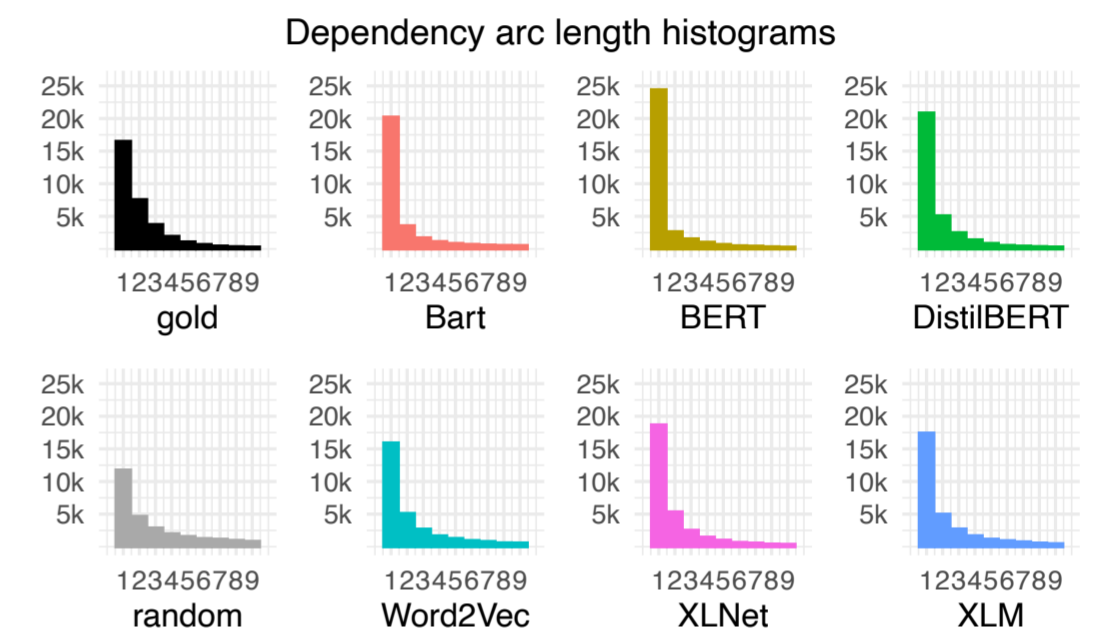 Dependency arc length histograms
25k 25k 25k 25k
20k 20k 20k 20k
15k 15k 15k 15k
10k 10k 10k 10k
5k 5k 5k 5k
123456789 123456789 123456789 123456789
gold Bart BERT DistilBERT
25k 25k 25k 25k
20k 20k 20k 20k
15k 15k 15k 15k
10k 10k 10k 10k
5k 5k 5k 5k
123456789 123456789 123456789 123456789
random Word2Vec XLNet XLM